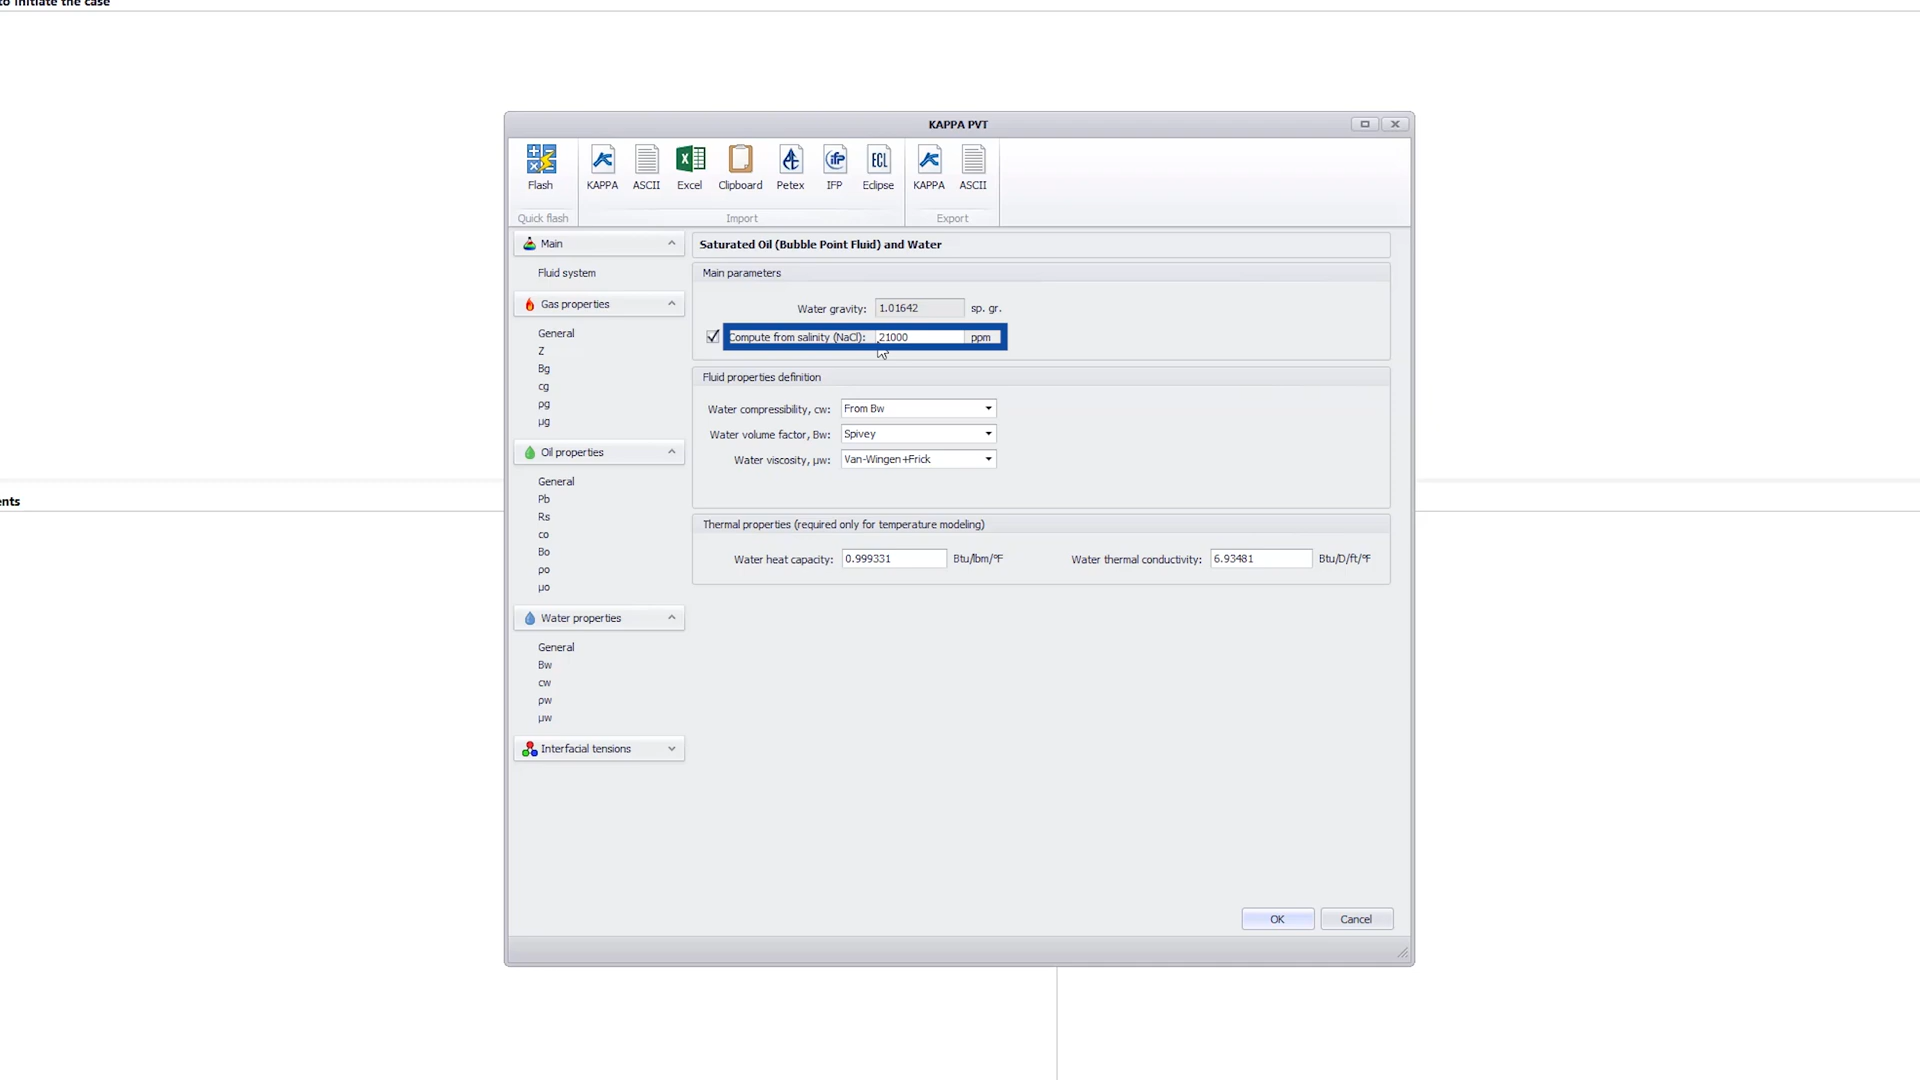 to initiate the case
KAPPA PVT
Flash
KAPPA
ASCII
Excel
Clipboard
Petex
IFP
Eclipse
KAPPA
ASCII
Quick flash
Import
Export
Main
Fluid system
Gas properties
General
Z
Bg
cg
ρg
μg
Oil properties
General
Pb
Rs
co
Bo
ρo
μo
Water properties
General
Bw
cw
ρw
μw
Interfacial tensions
Saturated Oil (Bubble Point Fluid) and Water
Main parameters
Water gravity: 1.01642 sp. gr.
Compute from salinity (NaCl): 21000 ppm
Fluid properties definition
Water compressibility, cw: From Bw
Water volume factor, Bw: Spivey
Water viscosity, μw: Van-Wingen+Frick
Thermal properties (required only for temperature modeling)
Water heat capacity: 0.999331 Btu/lbm/°F
Water thermal conductivity: 6.93481 Btu/D/ft/°F
OK
Cancel
ents